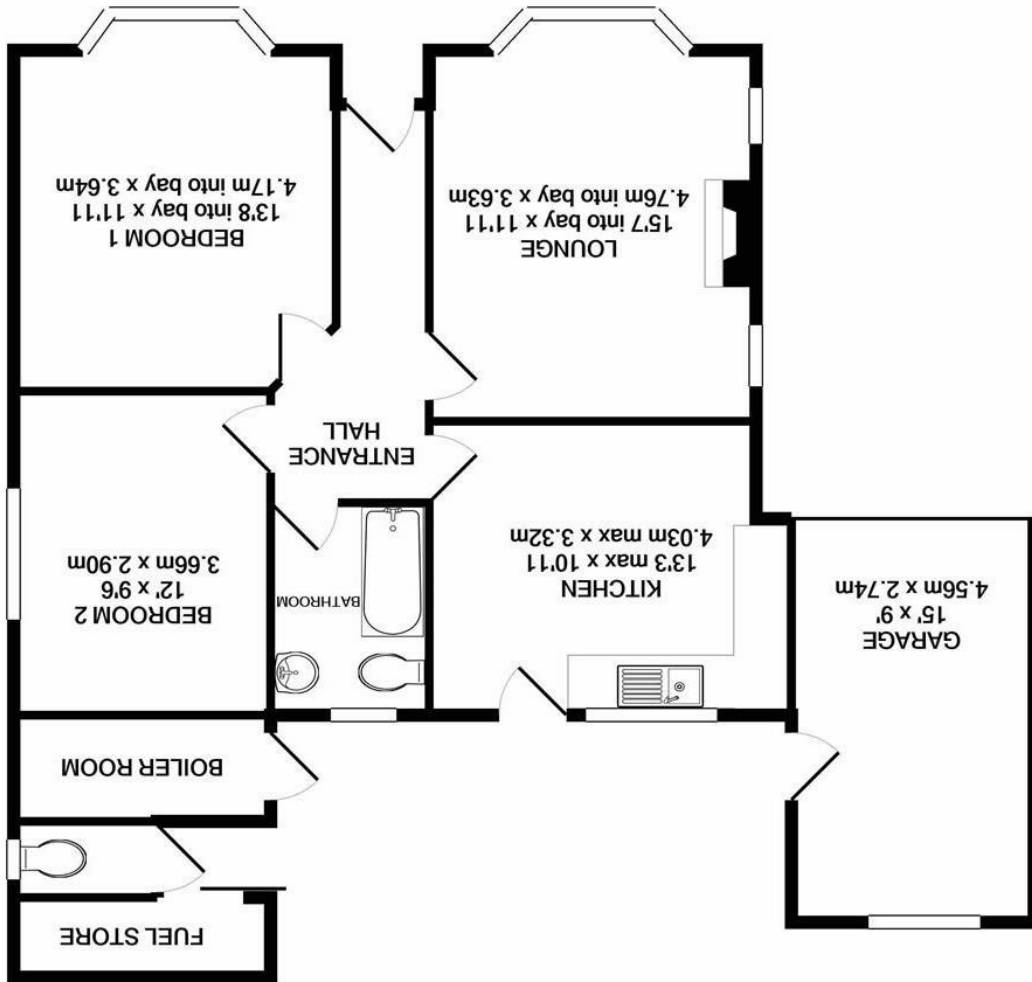 FUEL STORE
BOILER ROOM
GARAGE
15' x 9'
4.56m x 2.74m
KITCHEN
13'3 max x 10'11
4.03m max x 3.32m
BATHROOM
BEDROOM 2
12' x 9'6
3.66m x 2.90m
ENTRANCE
HALL
LOUNGE
15'7 into bay x 11'11
4.76m into bay x 3.63m
BEDROOM 1
13'8 into bay x 11'11
4.17m into bay x 3.64m